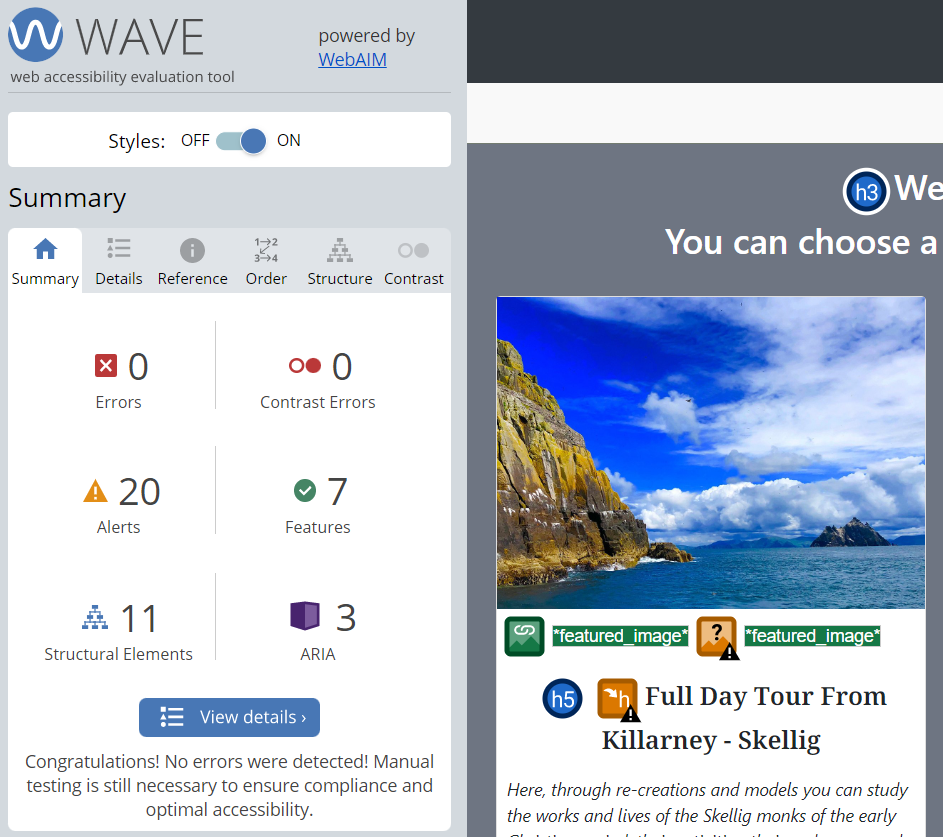 WAVE
powered by
WebAIM
web accessibility evaluation tool
Styles: OFF ON
Summary
Summary Details Reference Order Structure Contrast
0
Errors
0
Contrast Errors
20
Alerts
7
Features
11
Structural Elements
3
ARIA
View details ›
Congratulations! No errors were detected! Manual
testing is still necessary to ensure compliance and
optimal accessibility.
h3 We
You can choose a
*featured_image* *featured_image*
h5 h Full Day Tour From
Killarney - Skellig
Here, through re-creations and models you can study
the works and lives of the Skellig monks of the early